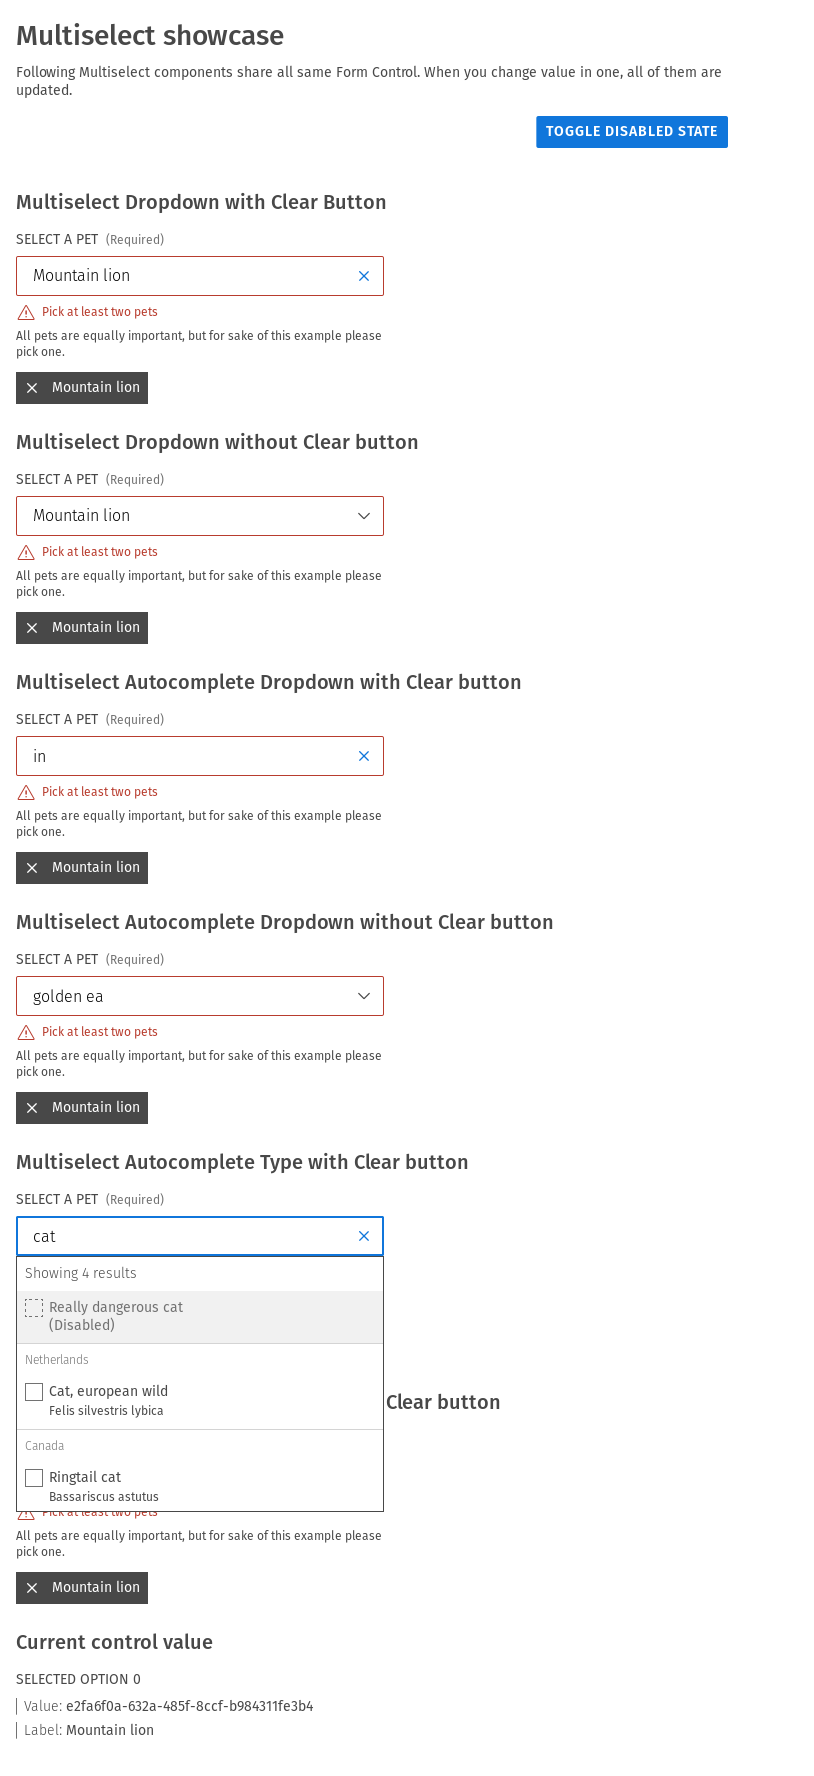 Multiselect showcase
Following Multiselect components share all same Form Control. When you change value in one, all of them are
updated.
TOGGLE DISABLED STATE
Multiselect Dropdown with Clear Button
SELECT A PET (Required)
Mountain lion
Pick at least two pets
All pets are equally important, but for sake of this example please
pick one.
Mountain lion
Multiselect Dropdown without Clear button
SELECT A PET (Required)
Mountain lion
Pick at least two pets
All pets are equally important, but for sake of this example please
pick one.
Mountain lion
Multiselect Autocomplete Dropdown with Clear button
SELECT A PET (Required)
in
Pick at least two pets
All pets are equally important, but for sake of this example please
pick one.
Mountain lion
Multiselect Autocomplete Dropdown without Clear button
SELECT A PET (Required)
golden ea
Pick at least two pets
All pets are equally important, but for sake of this example please
pick one.
Mountain lion
Multiselect Autocomplete Type with Clear button
SELECT A PET (Required)
cat
Showing 4 results
Really dangerous cat
(Disabled)
Netherlands
Cat, european wild
Felis silvestris lybica
Clear button
Canada
Ringtail cat
Bassariscus astutus
Pick at least two pets
All pets are equally important, but for sake of this example please
pick one.
Mountain lion
Current control value
SELECTED OPTION 0
Value: e2fa6f0a-632a-485f-8ccf-b984311fe3b4
Label: Mountain lion